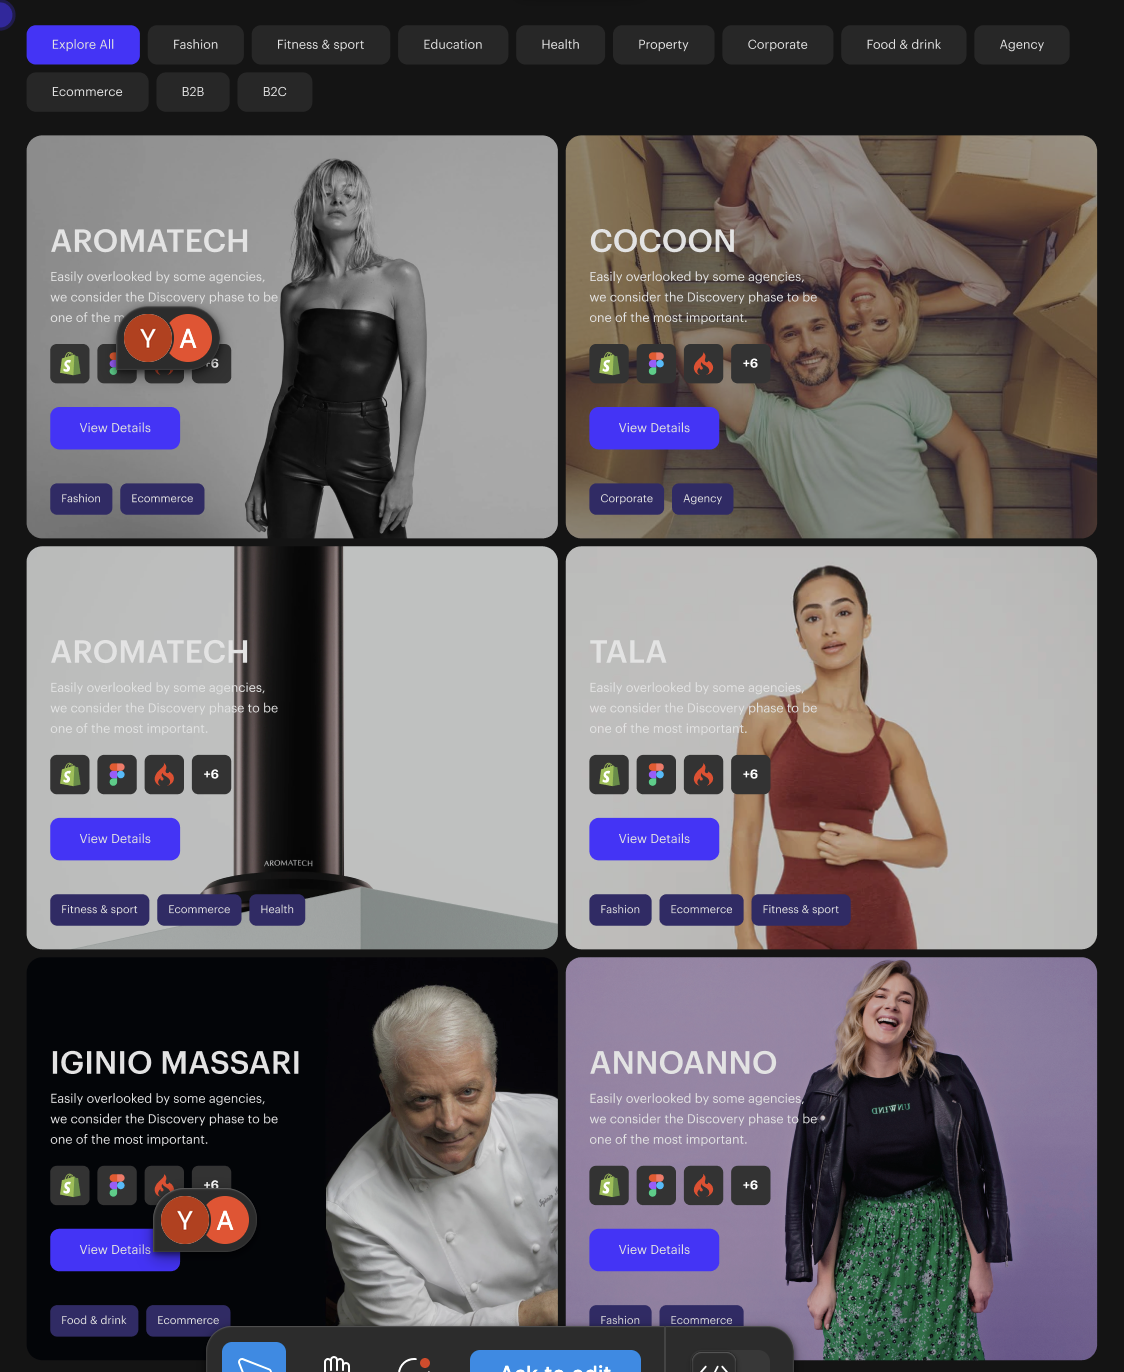 Explore All
Fashion
Fitness & sport
Education
Health
Property
Corporate
Food & drink
Agency
Ecommerce
B2B
B2C
AROMATECH
Easily overlooked by some agencies,
we consider the Discovery phase to be
one of the
Y A
+6
View Details
Fashion
Ecommerce
COCOON
Easily overlooked by some agencies,
we consider the Discovery phase to be
one of the most important.
+6
View Details
Corporate
Agency
AROMATECH
Easily overlooked by some agencies,
we consider the Discovery phase to be
one of the most important.
+6
View Details
AROMATECH
Fitness & sport
Ecommerce
Health
TALA
Easily overlooked by some agencies,
we consider the Discovery phase to be
one of the most important.
+6
View Details
Fashion
Ecommerce
Fitness & sport
IGINIO MASSARI
Easily overlooked by some agencies,
we consider the Discovery phase to be
one of the most important.
+6
Y A
View Details
Food & drink
Ecommerce
ANNOANNO
Easily overlooked by some agencies,
we consider the Discovery phase to be
one of the most important.
UNWIND
+6
View Details
Fashion
Ecommerce
Ask to edit